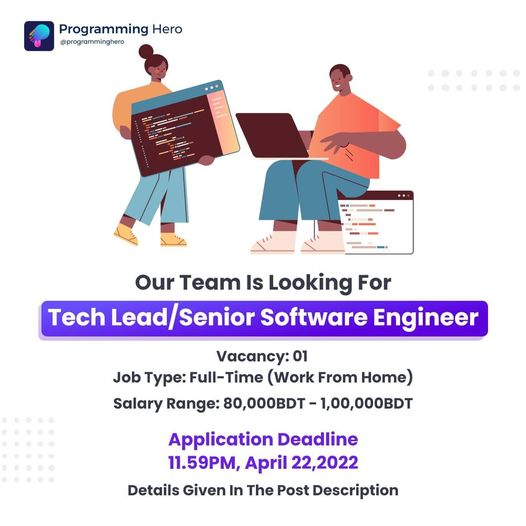 Programming Hero
@programminghero
Our Team Is Looking For
Tech Lead/Senior Software Engineer
Vacancy: 01
Job Type: Full-Time (Work From Home)
Salary Range: 80,000BDT - 1,00,000BDT
Application Deadline
11.59PM, April 22,2022
Details Given In The Post Description